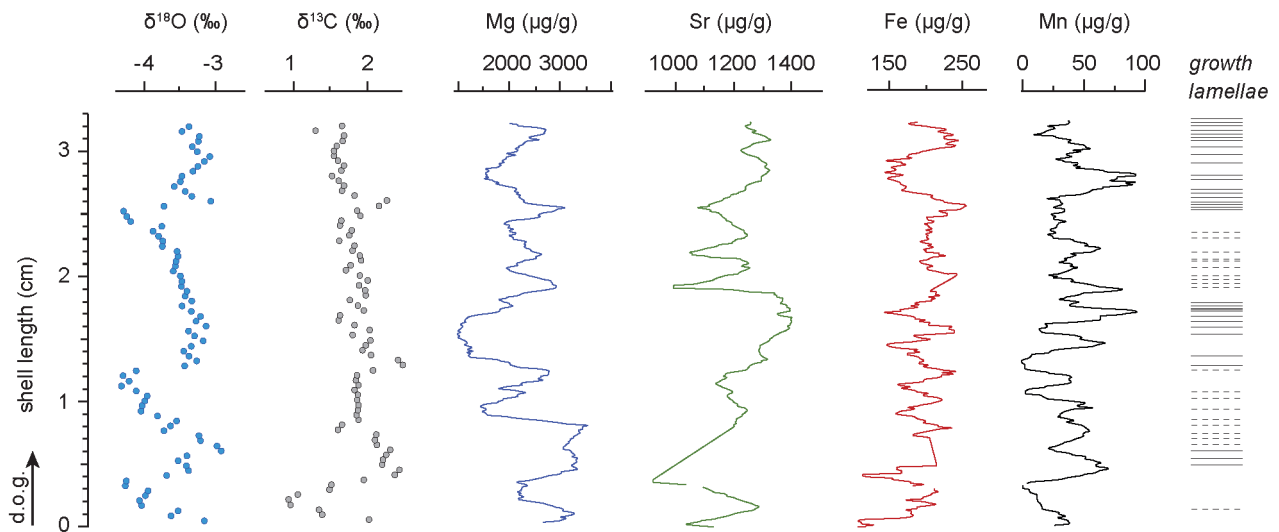 δ¹⁸O (‰) δ¹³C (‰) Mg (µg/g) Sr (µg/g) Fe (µg/g) Mn (µg/g)
-4 -3 1 2 2000 3000 1000 1200 1400 150 250 0 50 100
growth
lamellae
3
2
1
0
shell length (cm)
d.o.g.